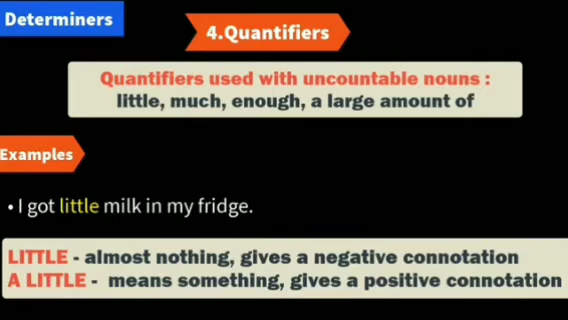 Determiners
4.Quantifiers
Quantifiers used with uncountable nouns :
little, much, enough, a large amount of
Examples
• I got little milk in my fridge.
LITTLE - almost nothing, gives a negative connotation
A LITTLE - means something, gives a positive connotation